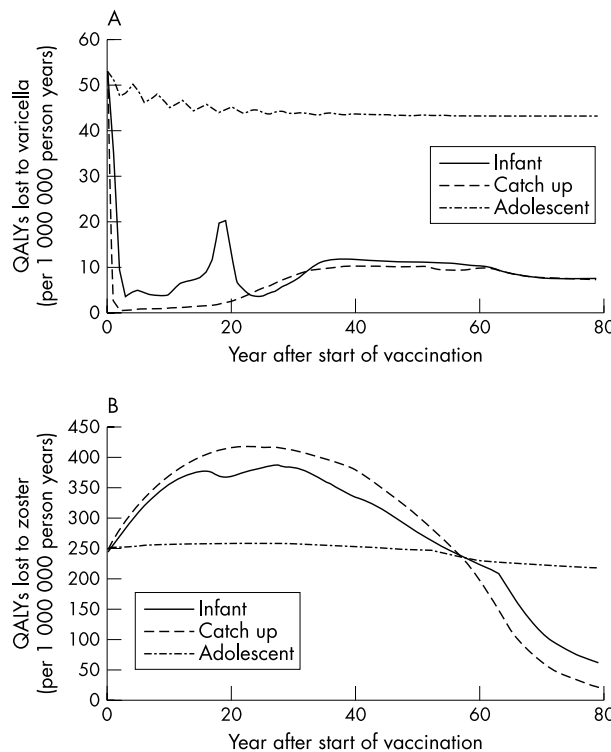 A
QALYs lost to varicella
(per 1 000 000 person years)
60
50
40
30
20
10
0
Infant
Catch up
Adolescent
0 20 40 60 80
Year after start of vaccination
B
QALYs lost to zoster
(per 1 000 000 person years)
450
400
350
300
250
200
150
100
50
0
Infant
Catch up
Adolescent
0 20 40 60 80
Year after start of vaccination